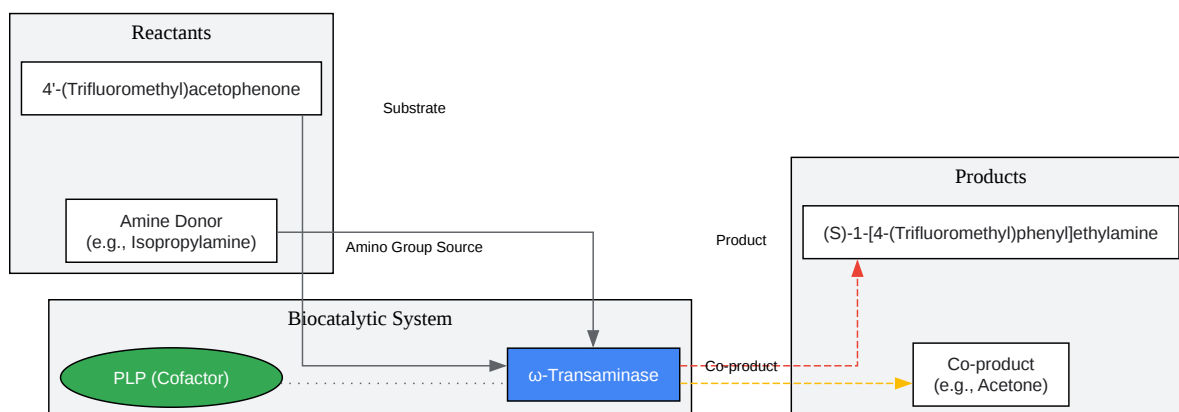 Reactants
4'-(Trifluoromethyl)acetophenone
Substrate
Amine Donor
(e.g., Isopropylamine)
Amino Group Source
Products
Product
(S)-1-[4-(Trifluoromethyl)phenyl]ethylamine
Biocatalytic System
PLP (Cofactor)
ω-Transaminase
Co-product
Co-product
(e.g., Acetone)